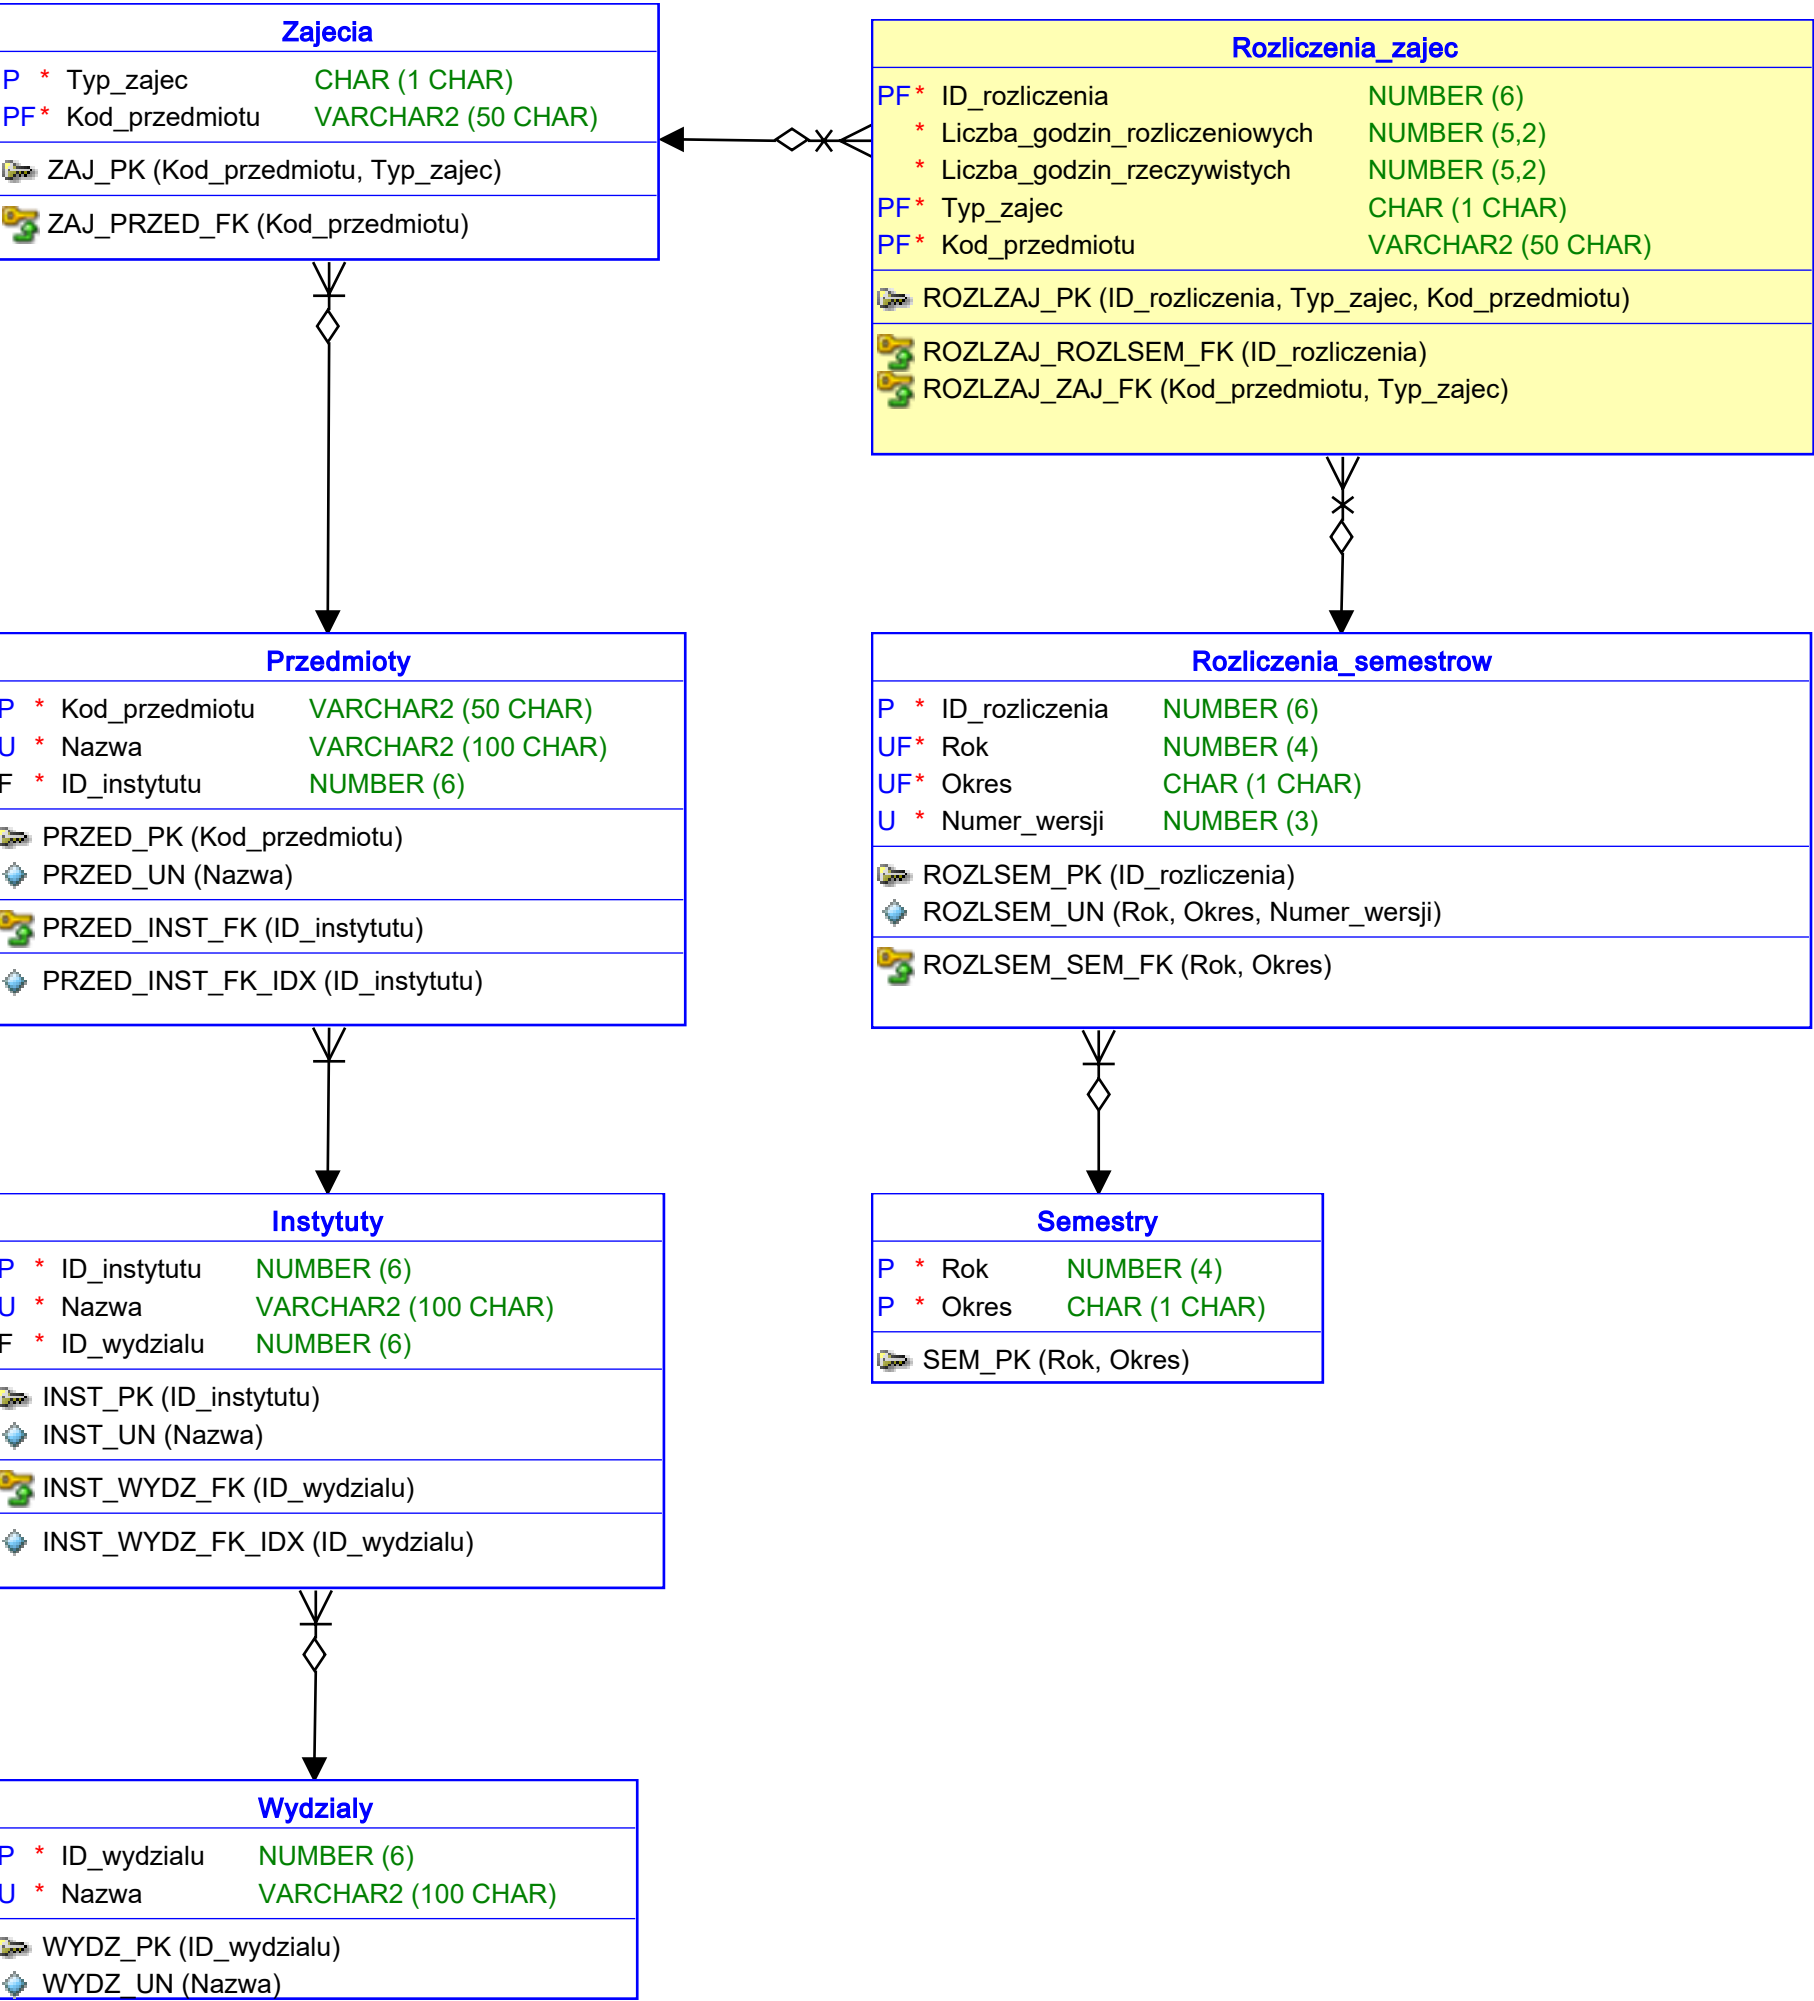 Zajecia
P * Typ_zajec CHAR (1 CHAR)
PF* Kod_przedmiotu VARCHAR2 (50 CHAR)
ZAJ_PK (Kod_przedmiotu, Typ_zajec)
ZAJ_PRZED_FK (Kod_przedmiotu)
Rozliczenia_zajec
PF* ID_rozliczenia NUMBER (6)
* Liczba_godzin_rozliczeniowych NUMBER (5,2)
* Liczba_godzin_rzeczywistych NUMBER (5,2)
PF* Typ_zajec CHAR (1 CHAR)
PF* Kod_przedmiotu VARCHAR2 (50 CHAR)
ROZLZAJ_PK (ID_rozliczenia, Typ_zajec, Kod_przedmiotu)
ROZLZAJ_ROZLSEM_FK (ID_rozliczenia)
ROZLZAJ_ZAJ_FK (Kod_przedmiotu, Typ_zajec)
Przedmioty
P * Kod_przedmiotu VARCHAR2 (50 CHAR)
U * Nazwa VARCHAR2 (100 CHAR)
F * ID_instytutu NUMBER (6)
PRZED_PK (Kod_przedmiotu)
PRZED_UN (Nazwa)
PRZED_INST_FK (ID_instytutu)
PRZED_INST_FK_IDX (ID_instytutu)
Rozliczenia_semestrow
P * ID_rozliczenia NUMBER (6)
UF* Rok NUMBER (4)
UF* Okres CHAR (1 CHAR)
U * Numer_wersji NUMBER (3)
ROZLSEM_PK (ID_rozliczenia)
ROZLSEM_UN (Rok, Okres, Numer_wersji)
ROZLSEM_SEM_FK (Rok, Okres)
Instytuty
P * ID_instytutu NUMBER (6)
U * Nazwa VARCHAR2 (100 CHAR)
F * ID_wydzialu NUMBER (6)
INST_PK (ID_instytutu)
INST_UN (Nazwa)
INST_WYDZ_FK (ID_wydzialu)
INST_WYDZ_FK_IDX (ID_wydzialu)
Semestry
P * Rok NUMBER (4)
P * Okres CHAR (1 CHAR)
SEM_PK (Rok, Okres)
Wydzialy
P * ID_wydzialu NUMBER (6)
U * Nazwa VARCHAR2 (100 CHAR)
WYDZ_PK (ID_wydzialu)
WYDZ_UN (Nazwa)